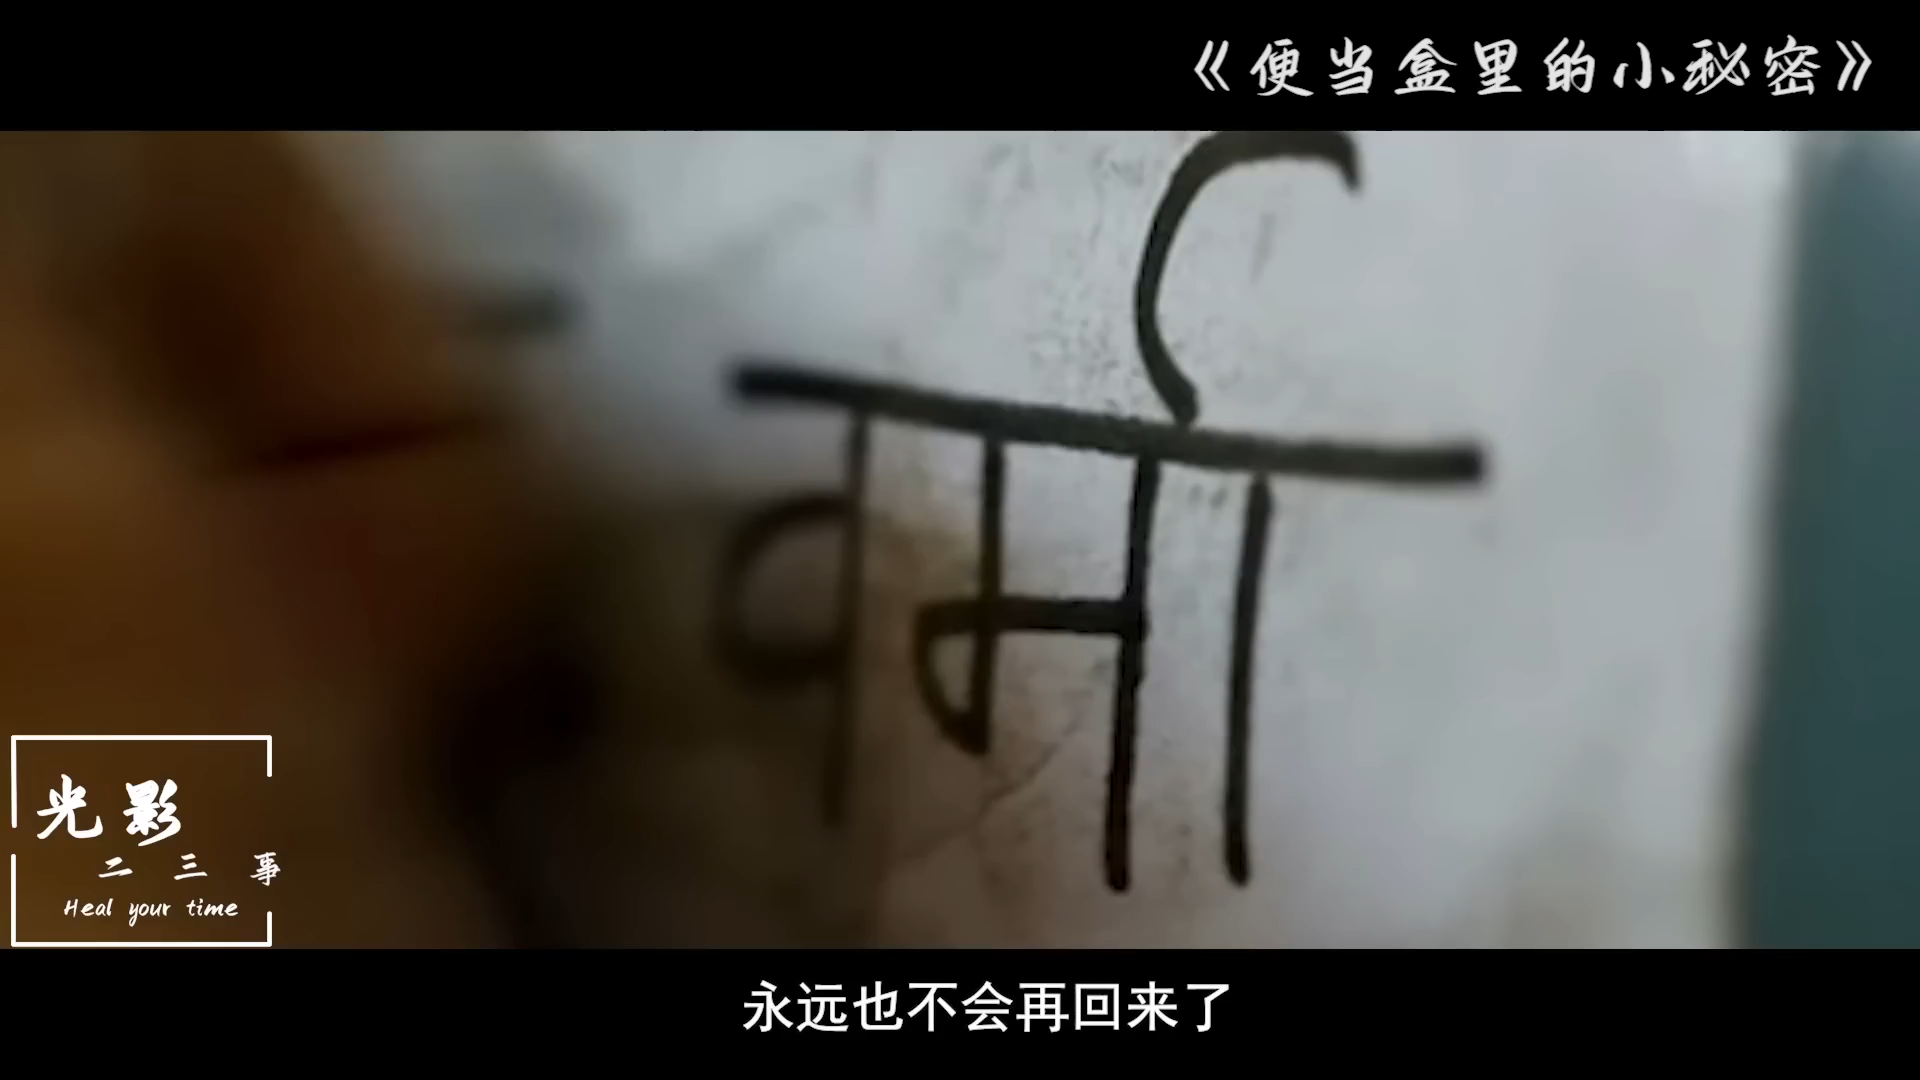 《便当盒里的小秘密》
वर्मा
光影
二三事
Heal your time
永远也不会再回来了